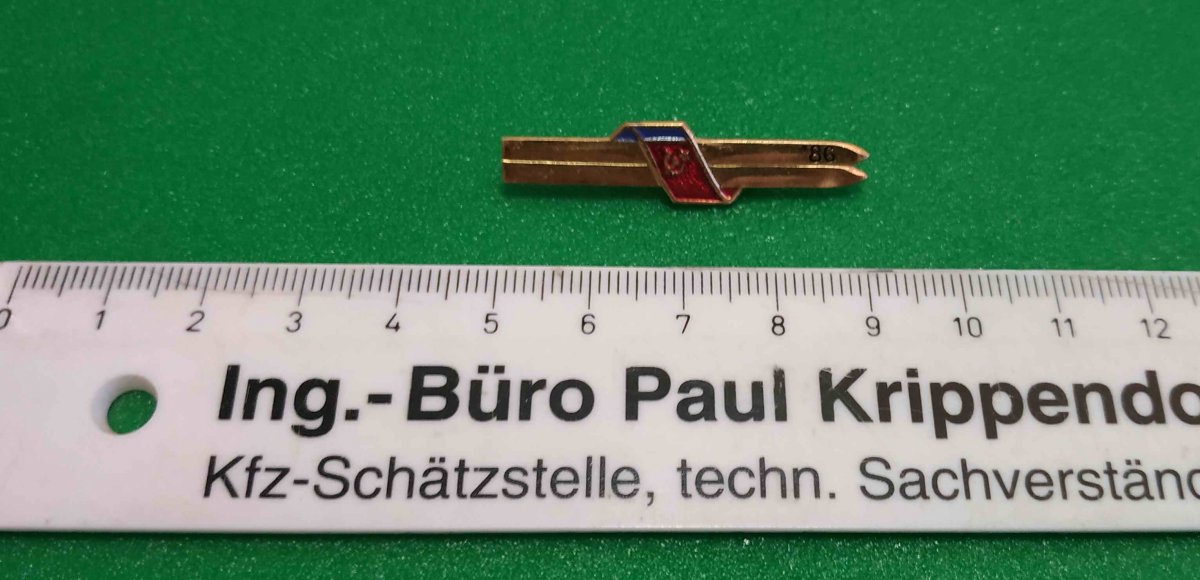 '86
0 1 2 3 4 5 6 7 8 9 10 11 12
Ing.-Büro Paul Krippendo
Kfz-Schätzstelle, techn. Sachverständ